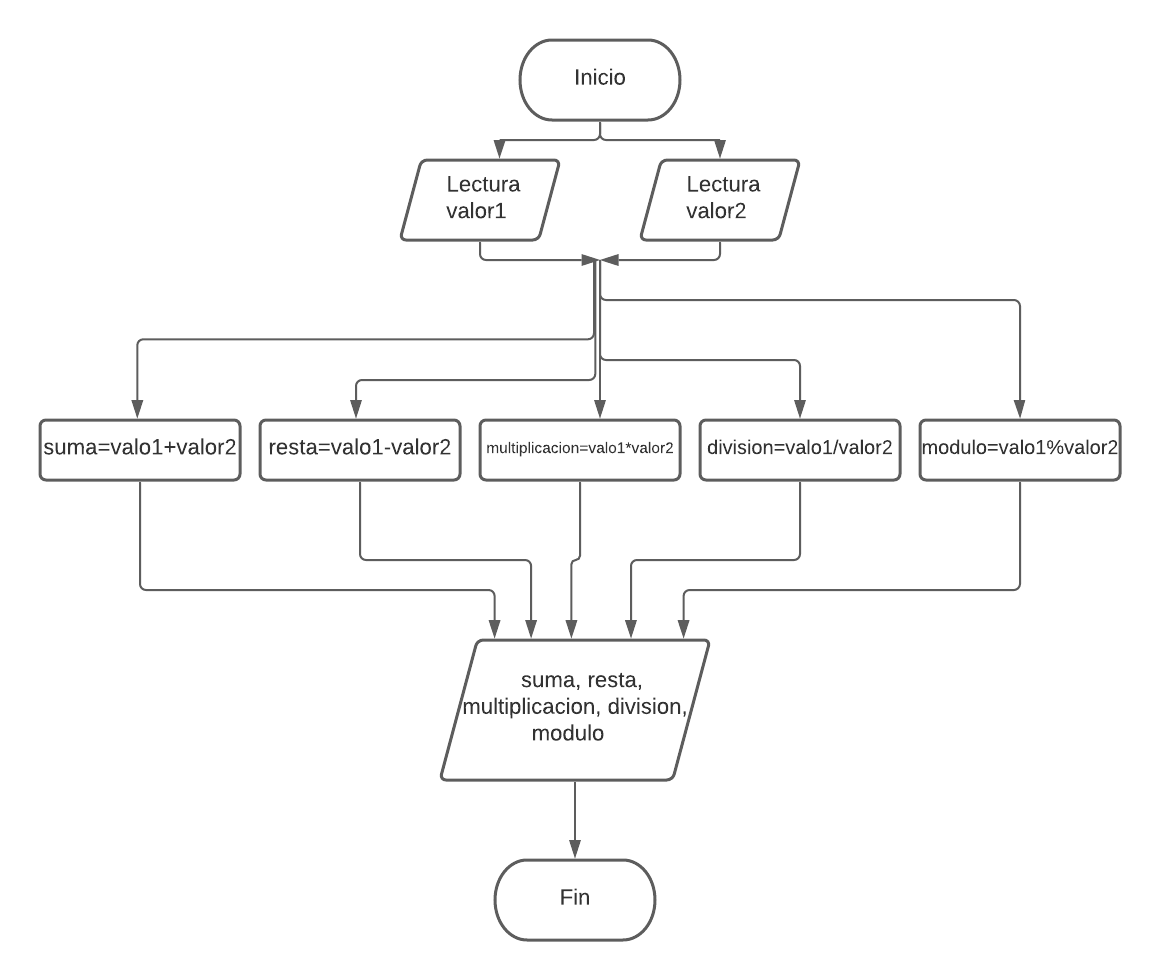 Inicio
Lectura
valor1
Lectura
valor2
suma=valo1+valor2
resta=valo1-valor2
multiplicacion=valo1*valor2
division=valo1/valor2
modulo=valo1%valor2
suma, resta,
multiplicacion, division,
modulo
Fin